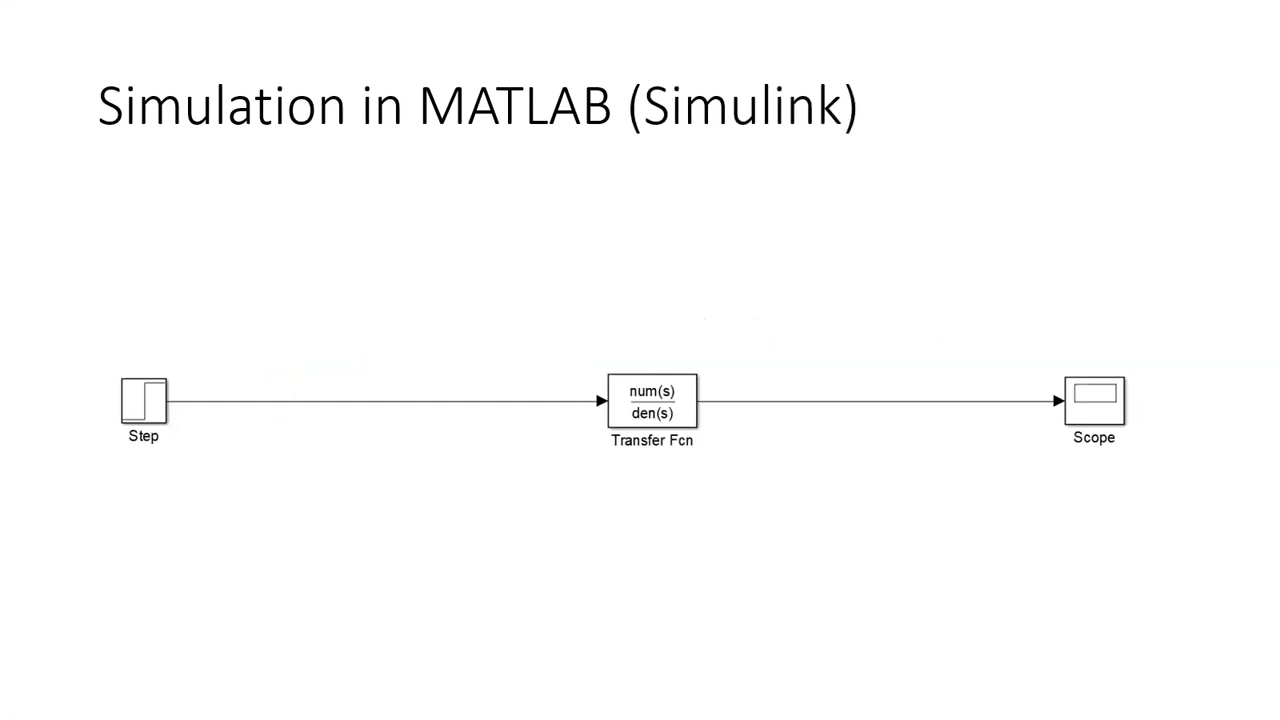 Simulation in MATLAB (Simulink)
num(s)
den(s)
Step
Transfer Fcn
Scope